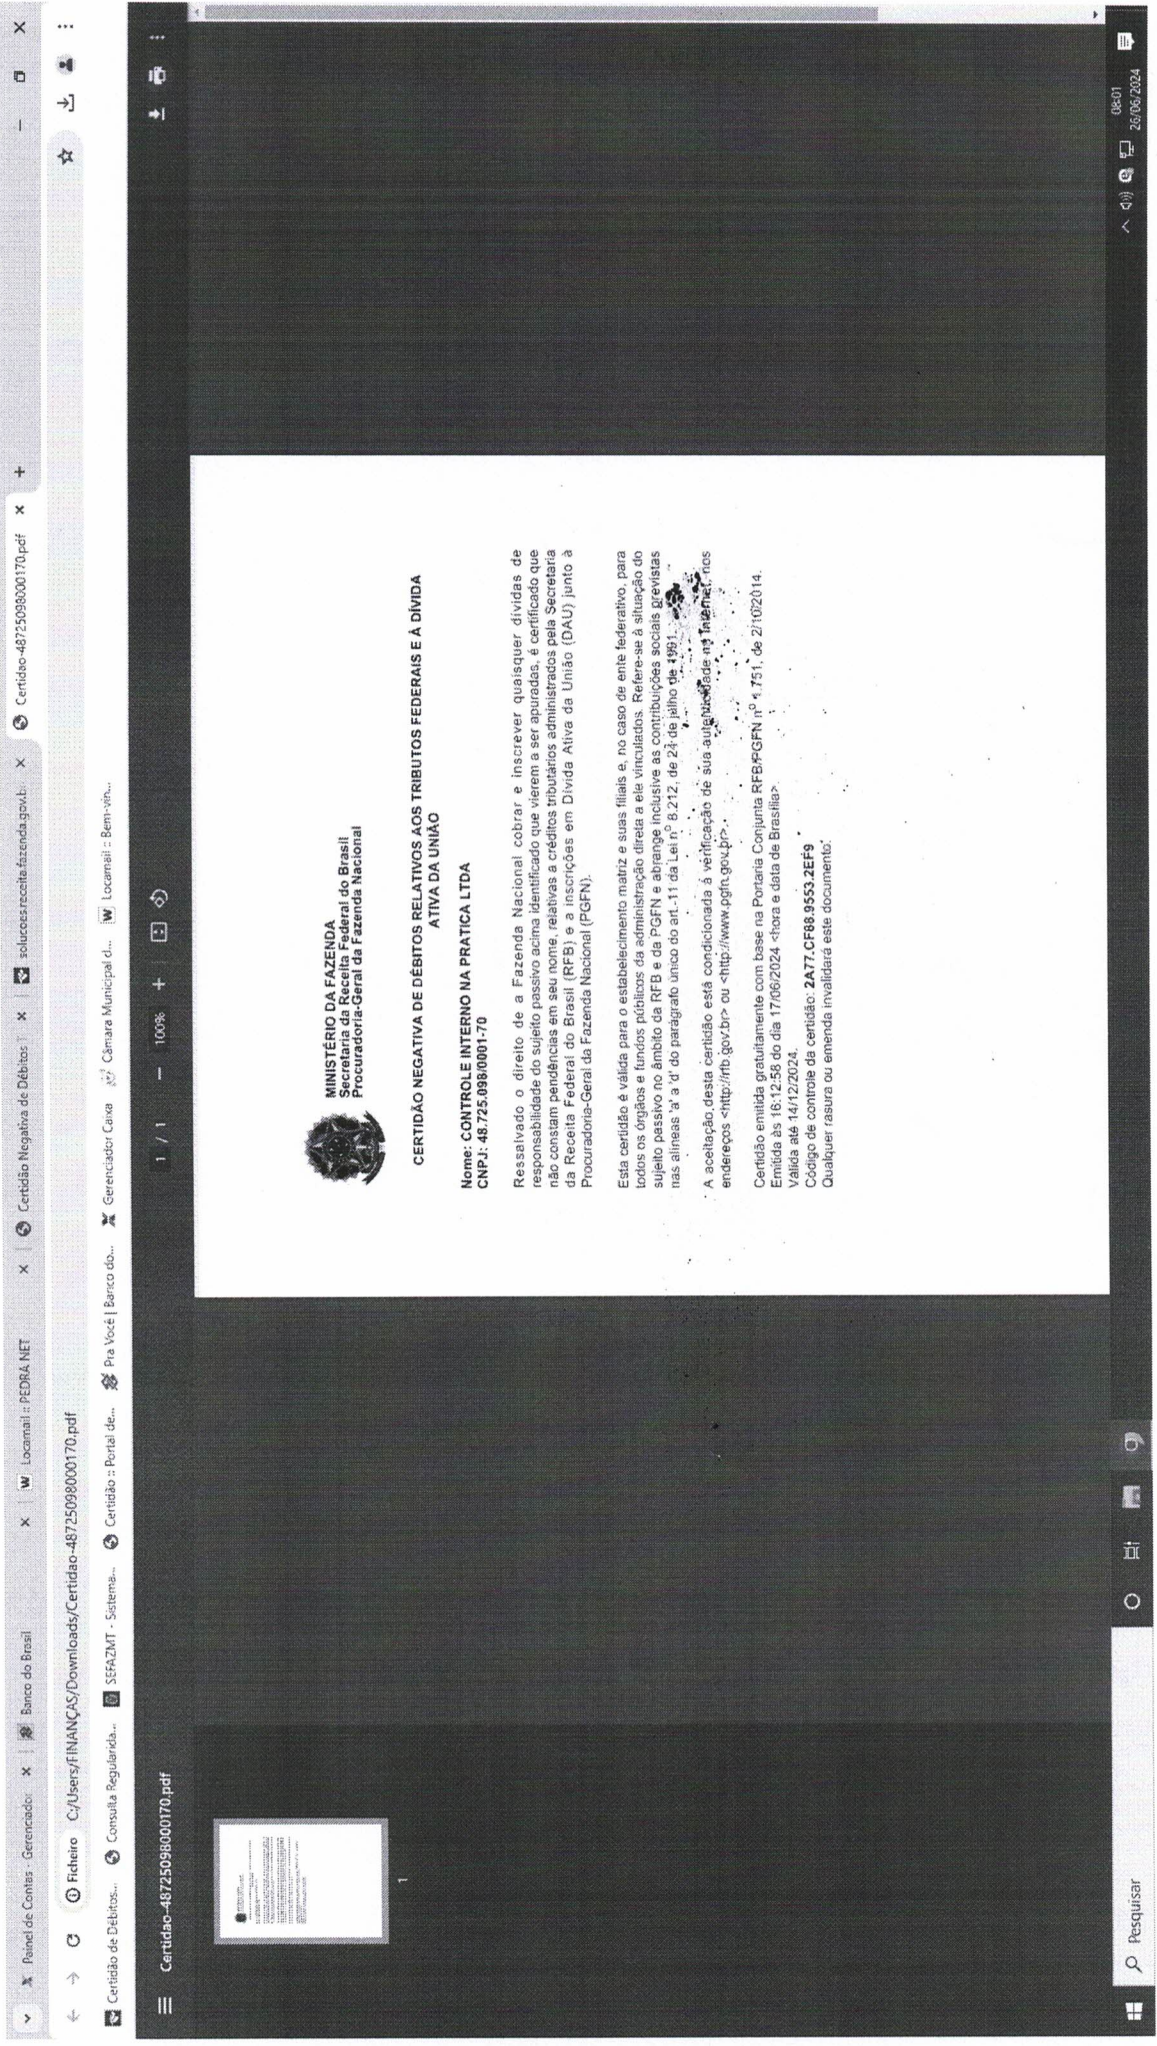 Painel de Contas - Gerenciador
Banco do Brasil
Locamail :: PEDRA NET
Certidão Negativa de Débitos T
solucoes.receita.fazenda.gov.b
Certidao-48725098000170.pdf
Ficheiro C:/Users/FINANÇAS/Downloads/Certidao-48725098000170.pdf
Certidão de Débitos...
Consulta Regularida...
SEFAZMT - Sistema...
Certidão :: Portal de...
Pra Você | Banco do...
Gerenciador Caixa
Câmara Municipal d...
Locamail :: Bem-vin...
Certidao-48725098000170.pdf
1 / 1
100%
1
MINISTÉRIO DA FAZENDA
Secretaria da Receita Federal do Brasil
Procuradoria-Geral da Fazenda Nacional
CERTIDÃO NEGATIVA DE DÉBITOS RELATIVOS AOS TRIBUTOS FEDERAIS E À DÍVIDA
ATIVA DA UNIÃO
Nome: CONTROLE INTERNO NA PRATICA LTDA
CNPJ: 48.725.098/0001-70
Ressalvado o direito de a Fazenda Nacional cobrar e inscrever quaisquer dívidas de
responsabilidade do sujeito passivo acima identificado que vierem a ser apuradas, é certificado que
não constam pendências em seu nome, relativas a créditos tributários administrados pela Secretaria
da Receita Federal do Brasil (RFB) e a inscrições em Dívida Ativa da União (DAU) junto à
Procuradoria-Geral da Fazenda Nacional (PGFN).
Esta certidão é válida para o estabelecimento matriz e suas filiais e, no caso de ente federativo, para
todos os órgãos e fundos públicos da administração direta a ele vinculados. Refere-se à situação do
sujeito passivo no âmbito da RFB e da PGFN e abrange inclusive as contribuições sociais previstas
nas alíneas 'a' a 'd' do parágrafo único do art. 11 da Lei nº 8.212, de 24 de julho de 1991.
A aceitação desta certidão está condicionada à verificação de sua autenticidade na Internet, nos
endereços <http://rfb.gov.br> ou <http://www.pgfn.gov.br>.
Certidão emitida gratuitamente com base na Portaria Conjunta RFB/PGFN nº 1.751, de 2/10/2014.
Emitida às 16:12:58 do dia 17/06/2024 <hora e data de Brasília>.
Válida até 14/12/2024.
Código de controle da certidão: 2A77.CF88.9553.2EF9
Qualquer rasura ou emenda invalidará este documento.
Pesquisar
08:01
26/06/2024